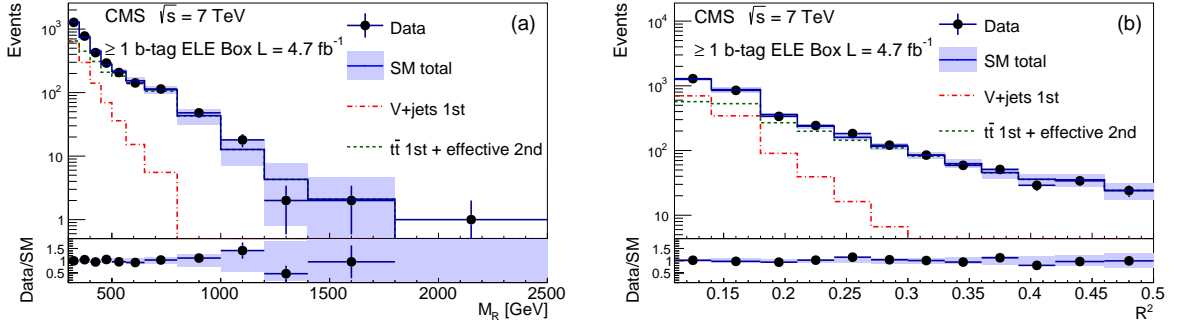 Events
10³
10²
10
1
CMS √s = 7 TeV
≥ 1 b-tag ELE Box L = 4.7 fb⁻¹
(a)
Data
SM total
V+jets 1st
tt̄ 1st + effective 2nd
Data/SM
1.5
1
0.5
500 1000 1500 2000 2500
M_R [GeV]
Events
10⁴
10³
10²
10
CMS √s = 7 TeV
≥ 1 b-tag ELE Box L = 4.7 fb⁻¹
(b)
Data
SM total
V+jets 1st
tt̄ 1st + effective 2nd
Data/SM
1.5
1
0.5
0.15 0.2 0.25 0.3 0.35 0.4 0.45 0.5
R²